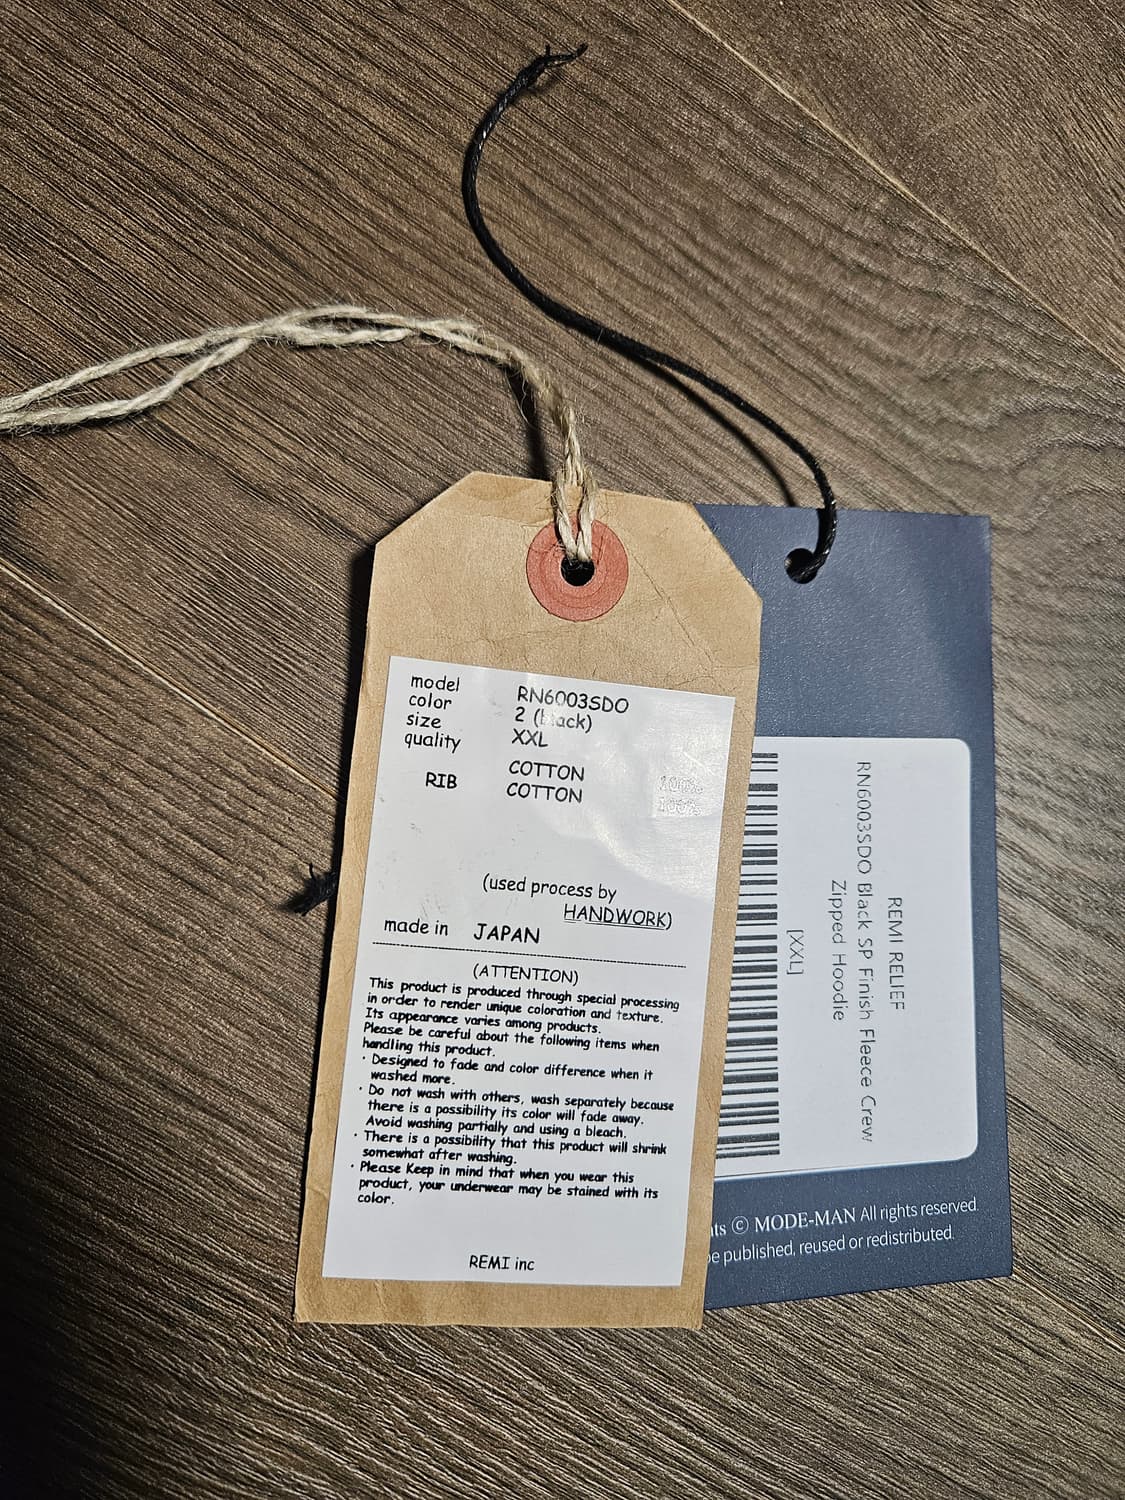 model RN6003SDO
color 2 (black)
size XXL
quality
COTTON 100%
RIB COTTON 100%
(used process by
HANDWORK)
made in JAPAN
(ATTENTION)
This product is produced through special processing
in order to render unique coloration and texture.
Its appearance varies among products.
Please be careful about the following items when
handling this product.
· Designed to fade and color difference when it
washed more.
· Do not wash with others, wash separately because
there is a possibility its color will fade away.
Avoid washing partially and using a bleach.
· There is a possibility that this product will shrink
somewhat after washing.
· Please Keep in mind that when you wear this
product, your underwear may be stained with its
color.
REMI inc
REMI RELIEF
RN6003SDO Black SP Finish Fleece Crew
Zipped Hoodie
[XXL]
© MODE-MAN All rights reserved.
published, reused or redistributed.